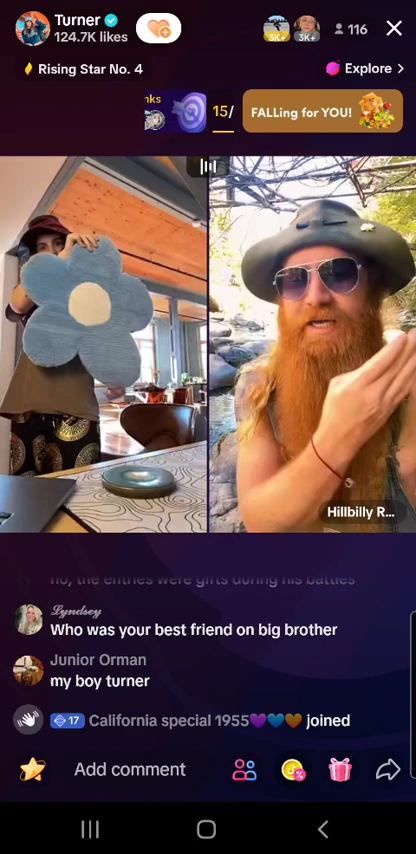 Turner
124.7K likes
3K+
3K+
116
Rising Star No. 4
Explore >
nks
15/
FALLing for YOU!
Hillbilly R...
no, the entries were gifts during his battles
Lyndsey
Who was your best friend on big brother
Junior Orman
my boy turner
17 California special 1955💜💙🧡 joined
Add comment